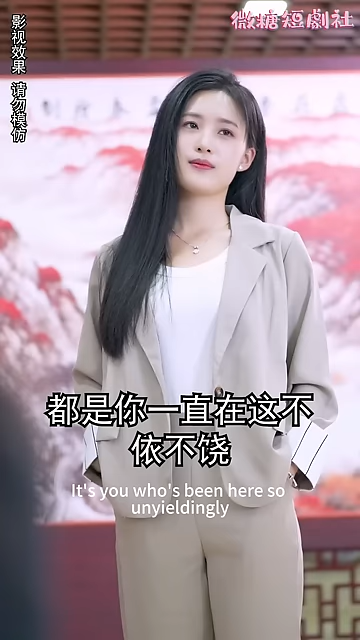 微糖短劇社
影视效果 请勿模仿
都是你一直在这不
依不饶
It's you who's been here so
unyieldingly